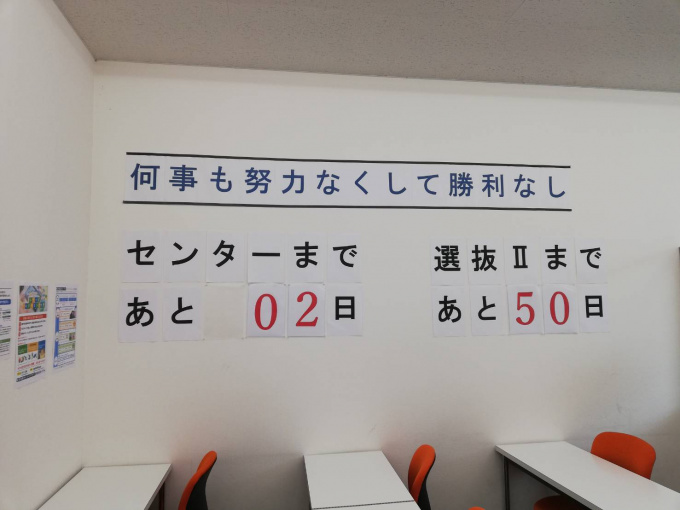 何事も努力なくして勝利なし
センターまで
あと 02日
選抜Ⅱまで
あと50日